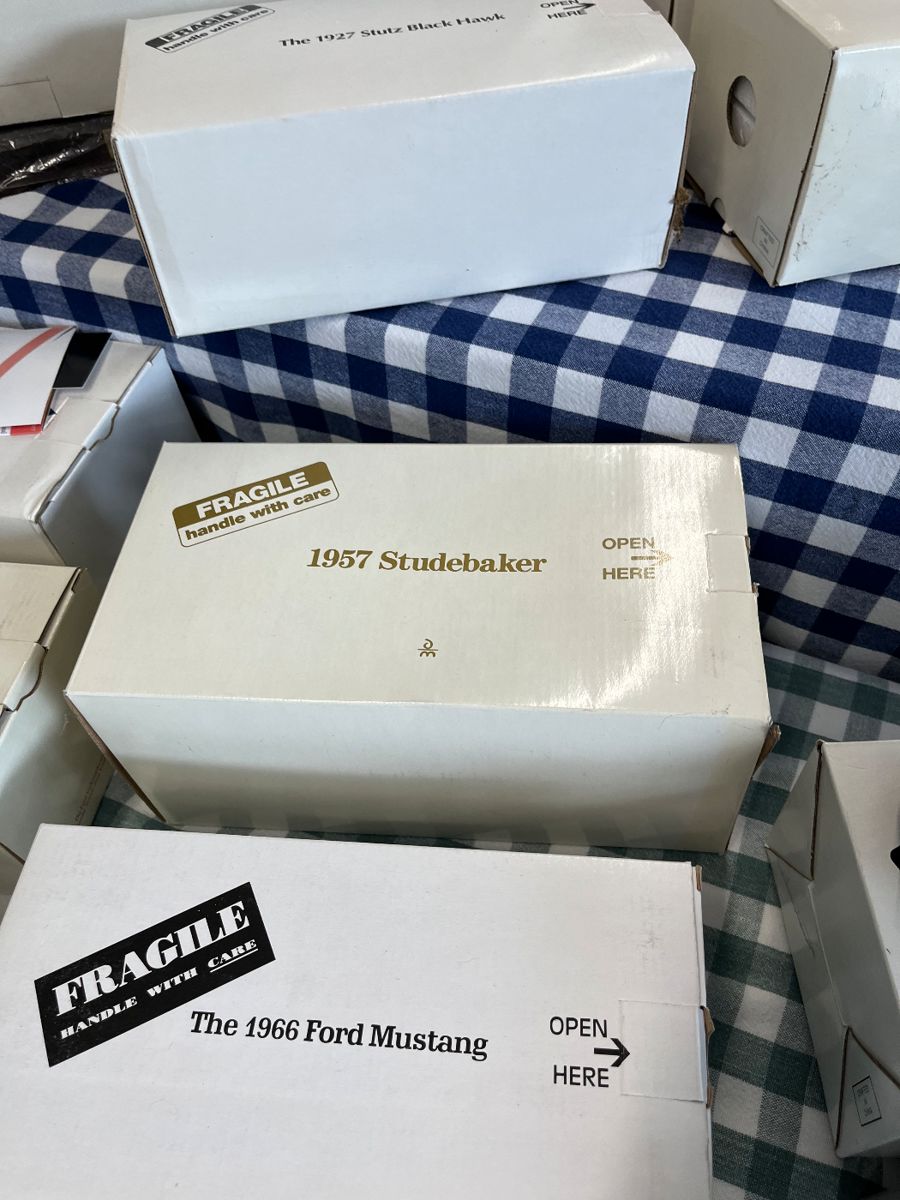 FRAGILE
handle with care
The 1927 Stutz Black Hawk
OPEN
HERE
FRAGILE
handle with care
1957 Studebaker
OPEN
HERE
FRAGILE
HANDLE WITH CARE
The 1966 Ford Mustang
OPEN
HERE